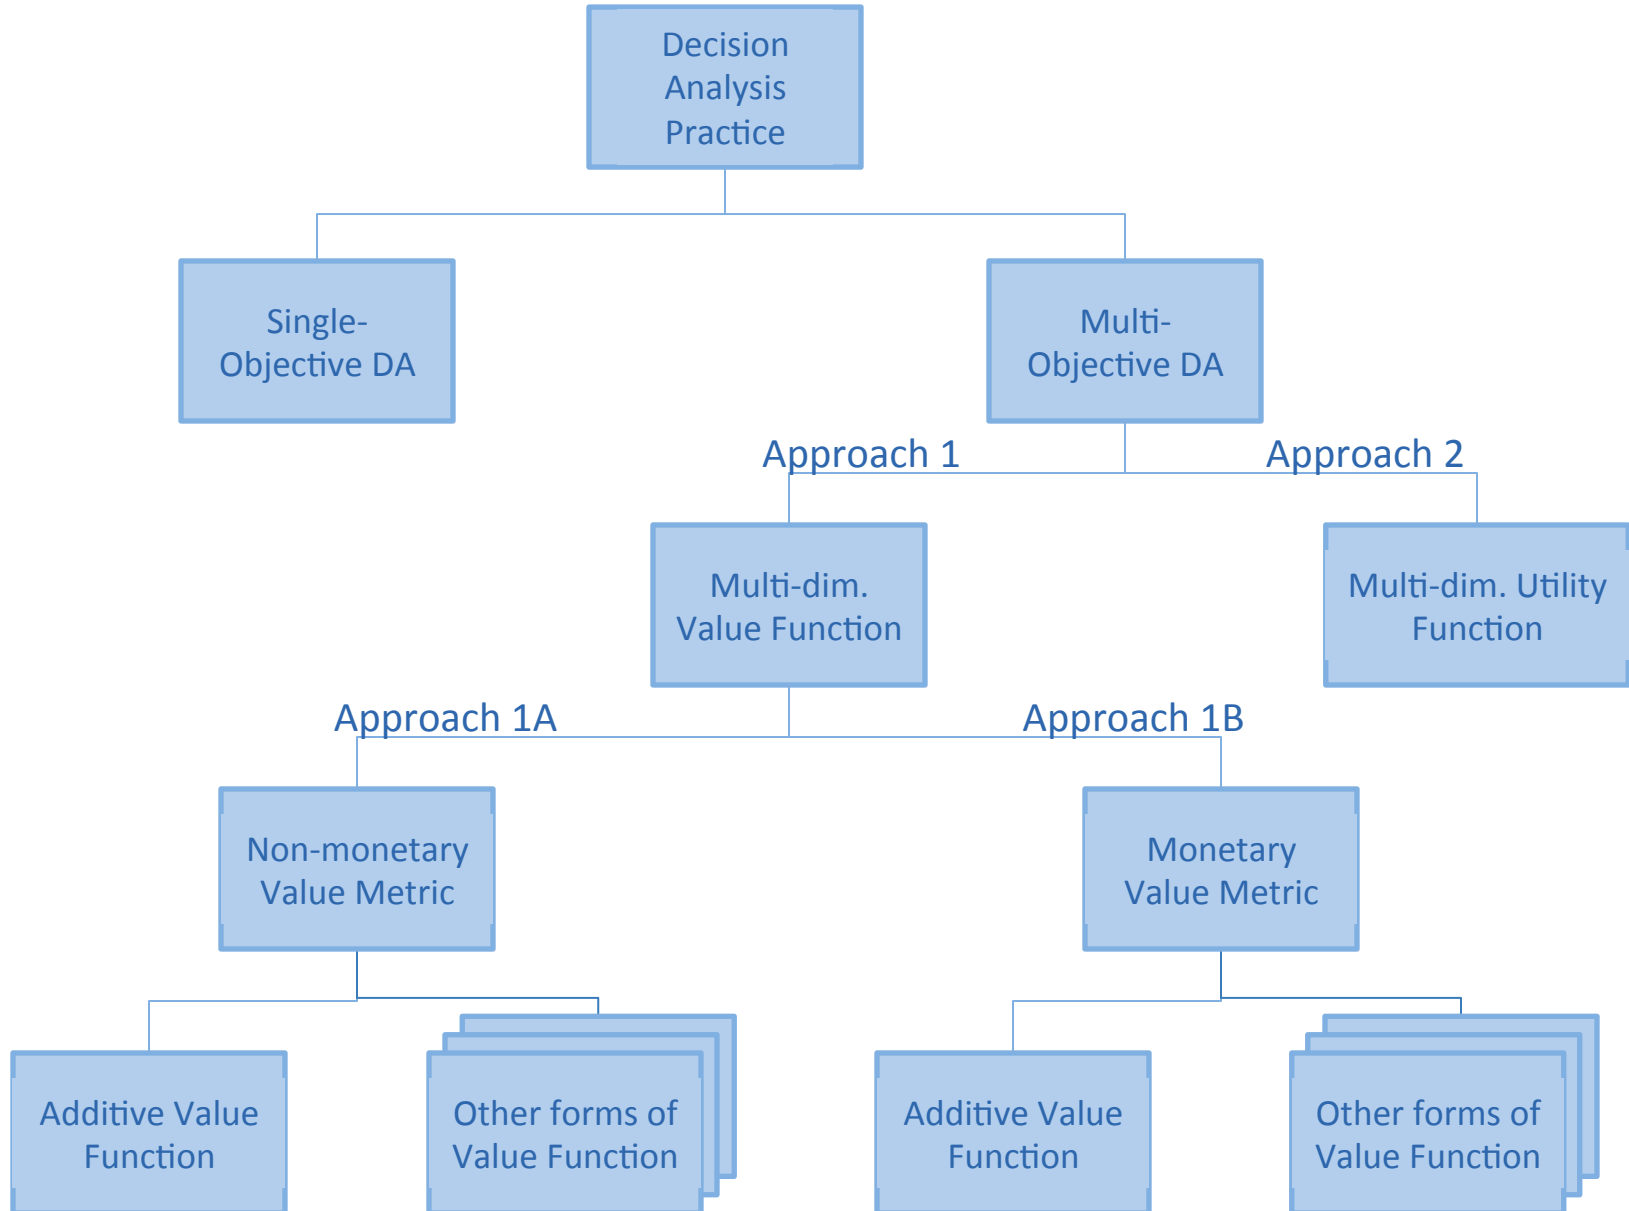 Decision
Analysis
Practice
Single-
Objective DA
Multi-
Objective DA
Approach 1
Approach 2
Multi-dim.
Value Function
Multi-dim. Utility
Function
Approach 1A
Approach 1B
Non-monetary
Value Metric
Monetary
Value Metric
Additive Value
Function
Other forms of
Value Function
Additive Value
Function
Other forms of
Value Function